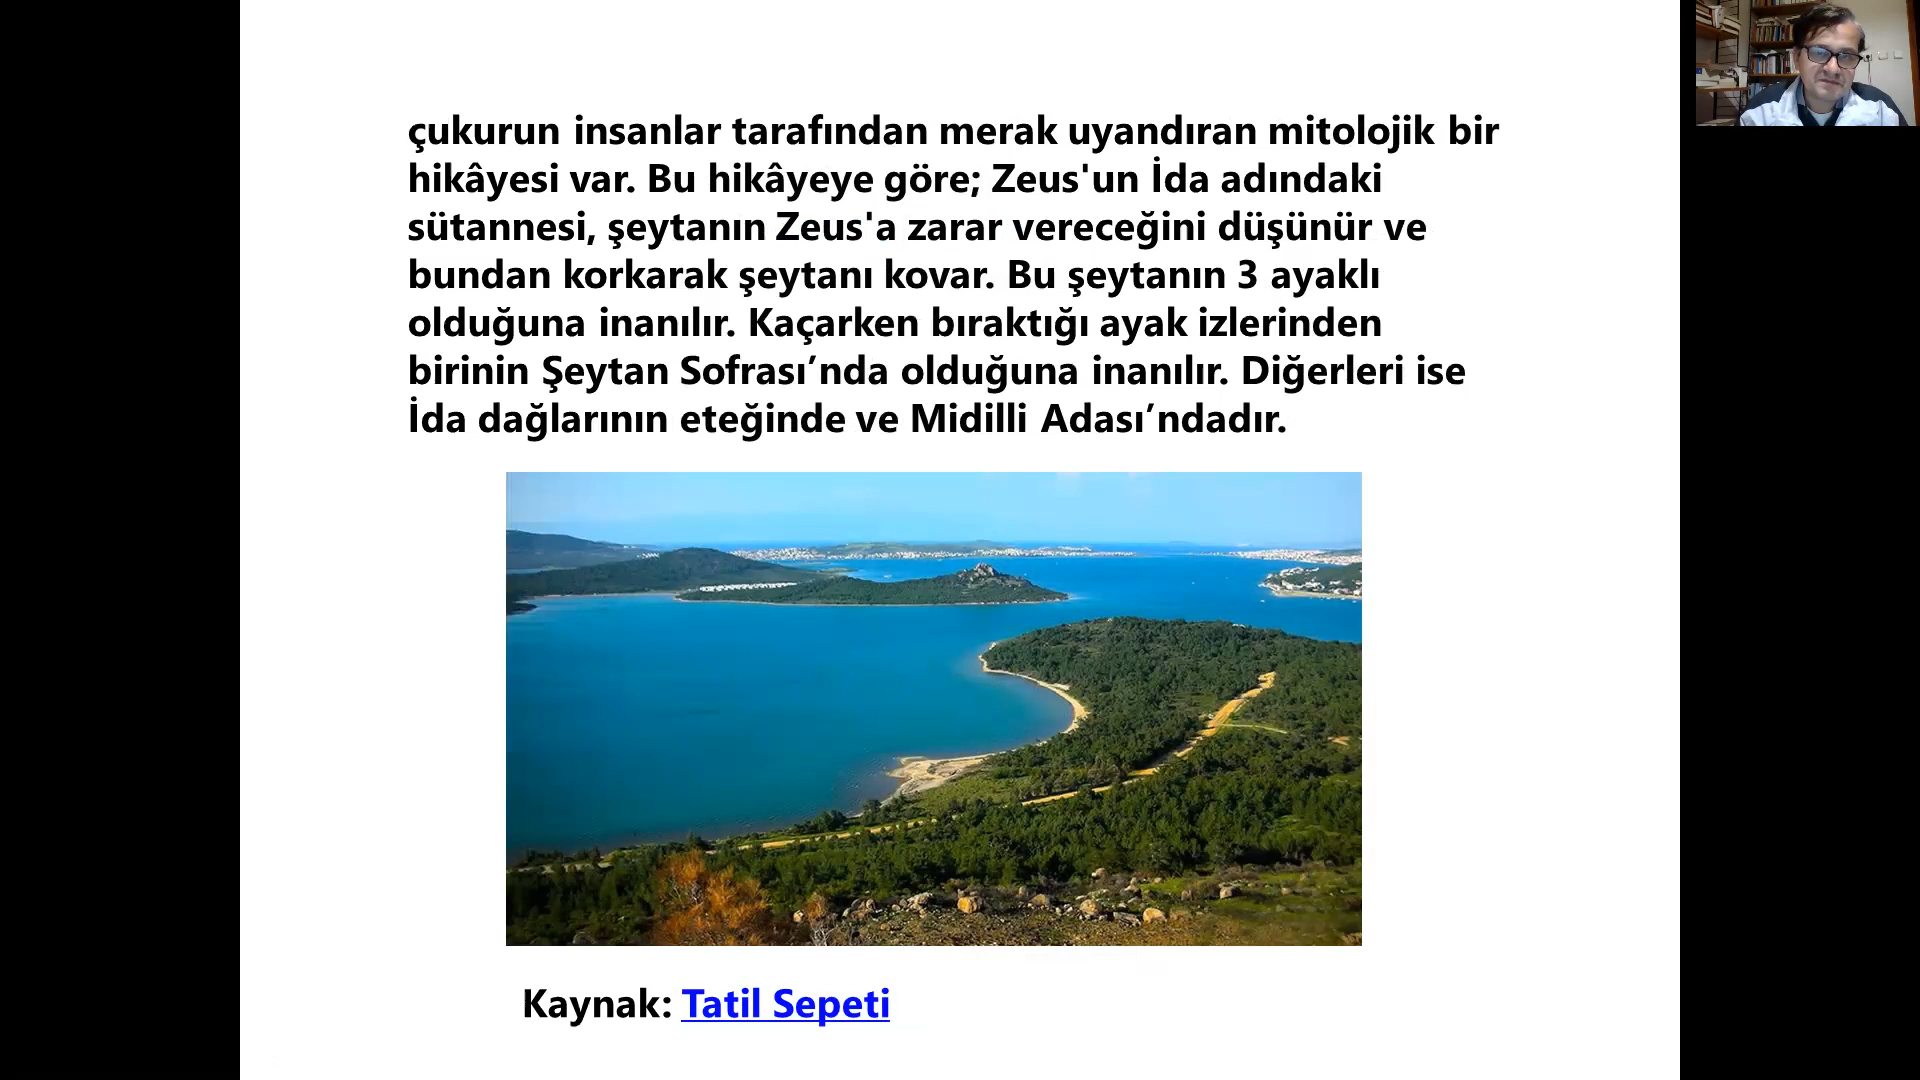 çukurun insanlar tarafından merak uyandıran mitolojik bir
hikâyesi var. Bu hikâyeye göre; Zeus'un İda adındaki
sütannesi, şeytanın Zeus'a zarar vereceğini düşünür ve
bundan korkarak şeytanı kovar. Bu şeytanın 3 ayaklı
olduğuna inanılır. Kaçarken bıraktığı ayak izlerinden
birinin Şeytan Sofrası’nda olduğuna inanılır. Diğerleri ise
İda dağlarının eteğinde ve Midilli Adası’ndadır.
Kaynak: Tatil Sepeti